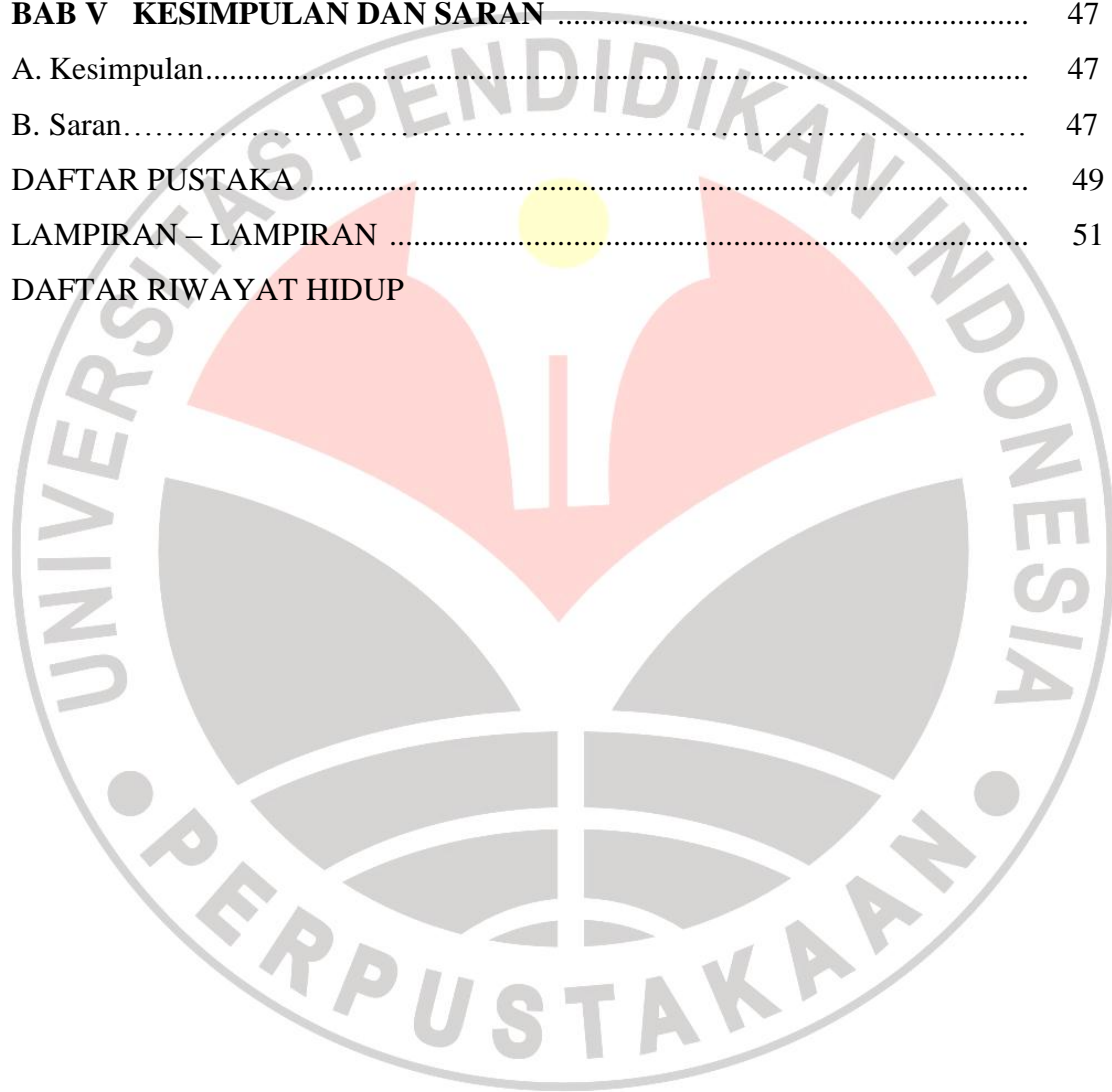 BAB V KESIMPULAN DAN SARAN ........................................................... 47
A. Kesimpulan....................................................................................................... 47
B. Saran………………………………………………………………………… 47
DAFTAR PUSTAKA ........................................................................................... 49
LAMPIRAN – LAMPIRAN ................................................................................ 51
DAFTAR RIWAYAT HIDUP
UNIVERSITAS PENDIDIKAN INDONESIA
PERPUSTAKAAN